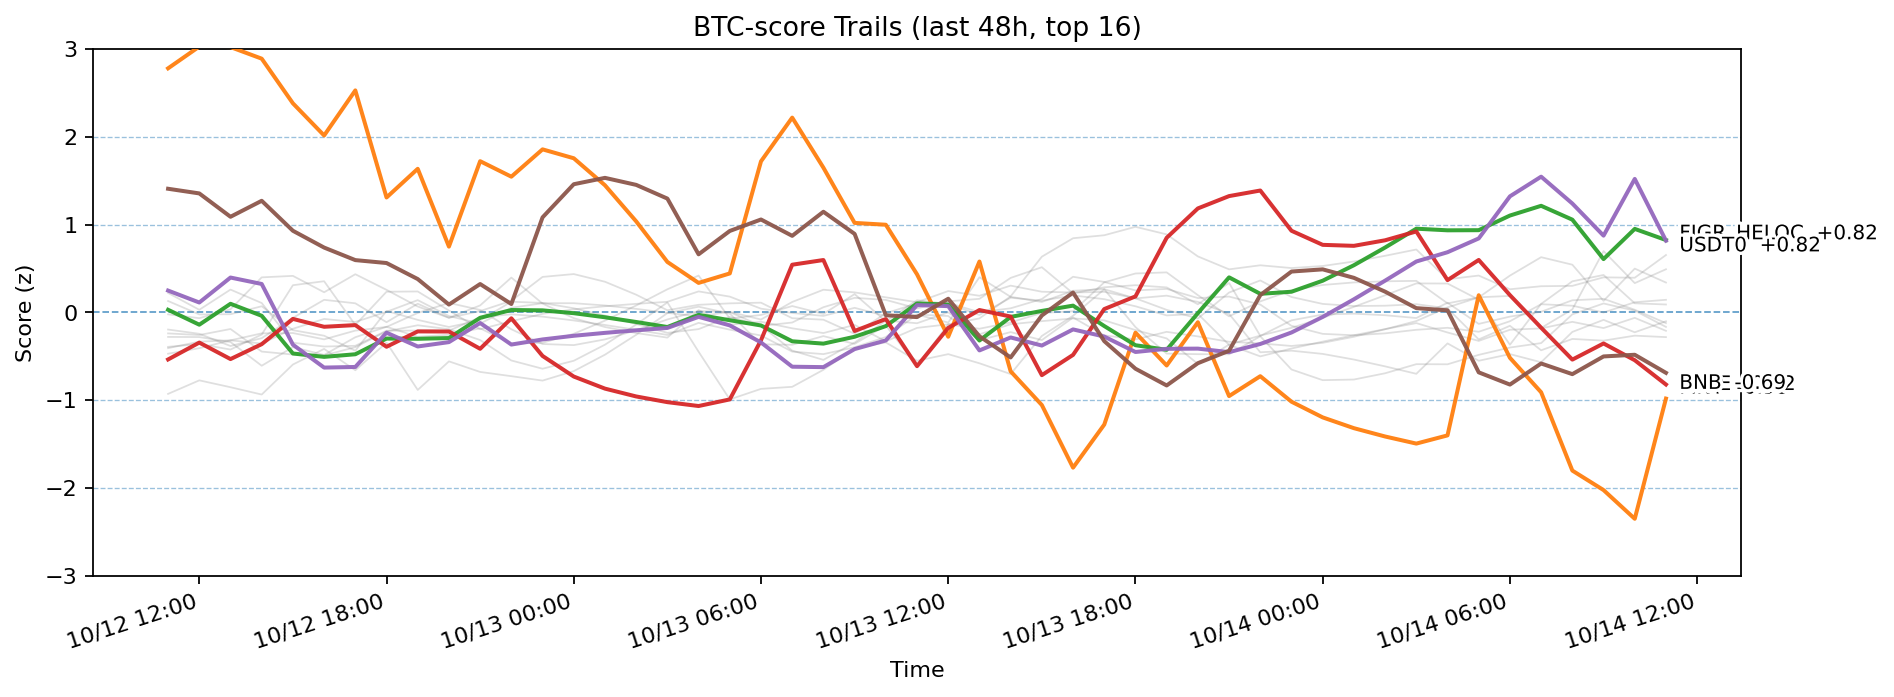 BTC-score Trails (last 48h, top 16)
Score (z)
3
2
1
0
−1
−2
−3
FIGR_HELOC +0.82
USDT0 +0.82
BNB
10/12 12:00
10/12 18:00
10/13 00:00
10/13 06:00
10/13 12:00
10/13 18:00
10/14 00:00
10/14 06:00
10/14 12:00
Time